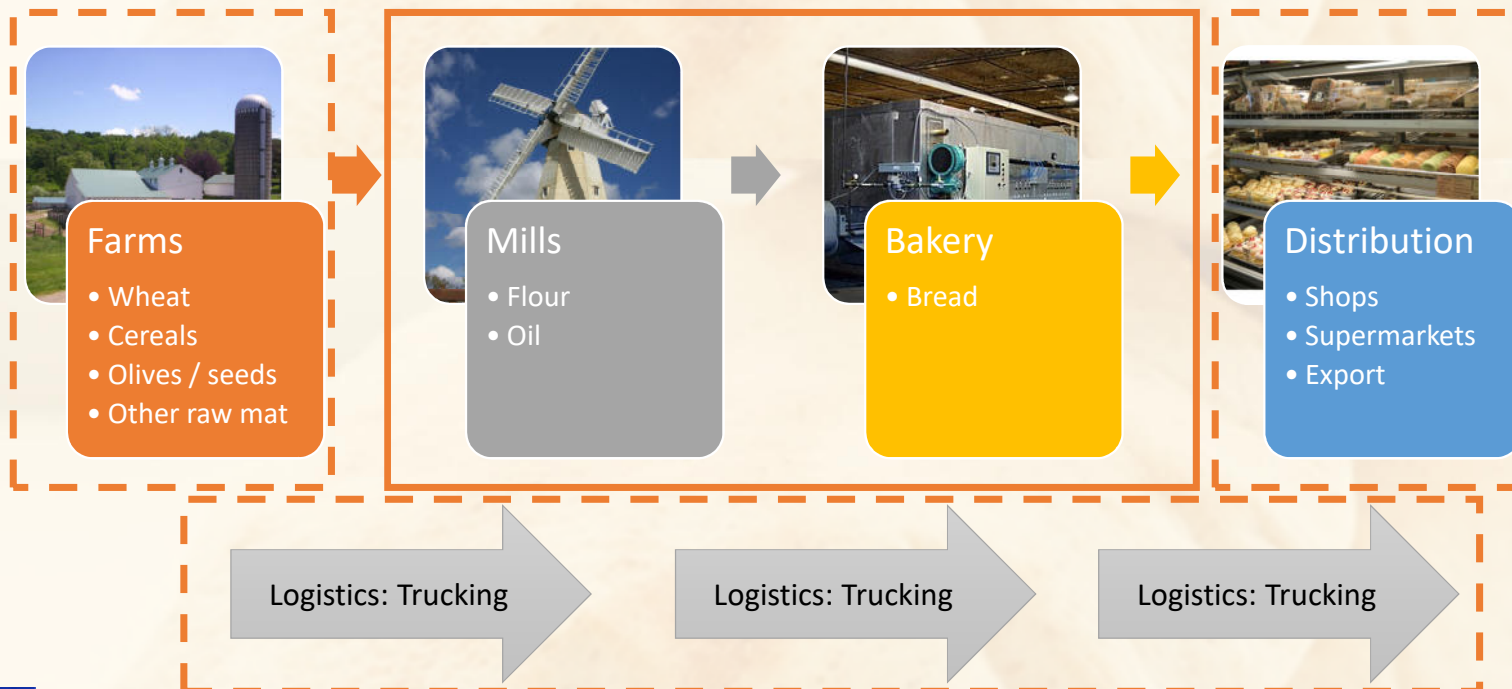 Farms
• Wheat
• Cereals
• Olives / seeds
• Other raw mat
Mills
• Flour
• Oil
Bakery
• Bread
Distribution
• Shops
• Supermarkets
• Export
Logistics: Trucking
Logistics: Trucking
Logistics: Trucking